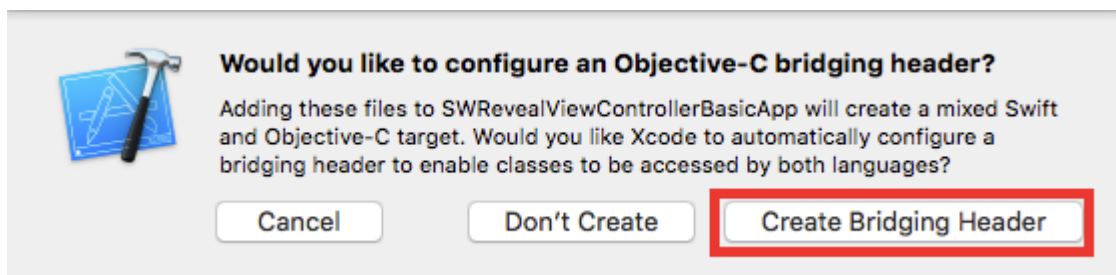 Would you like to configure an Objective-C bridging header?
Adding these files to SWRevealViewControllerBasicApp will create a mixed Swift
and Objective-C target. Would you like Xcode to automatically configure a
bridging header to enable classes to be accessed by both languages?
Cancel Don't Create Create Bridging Header